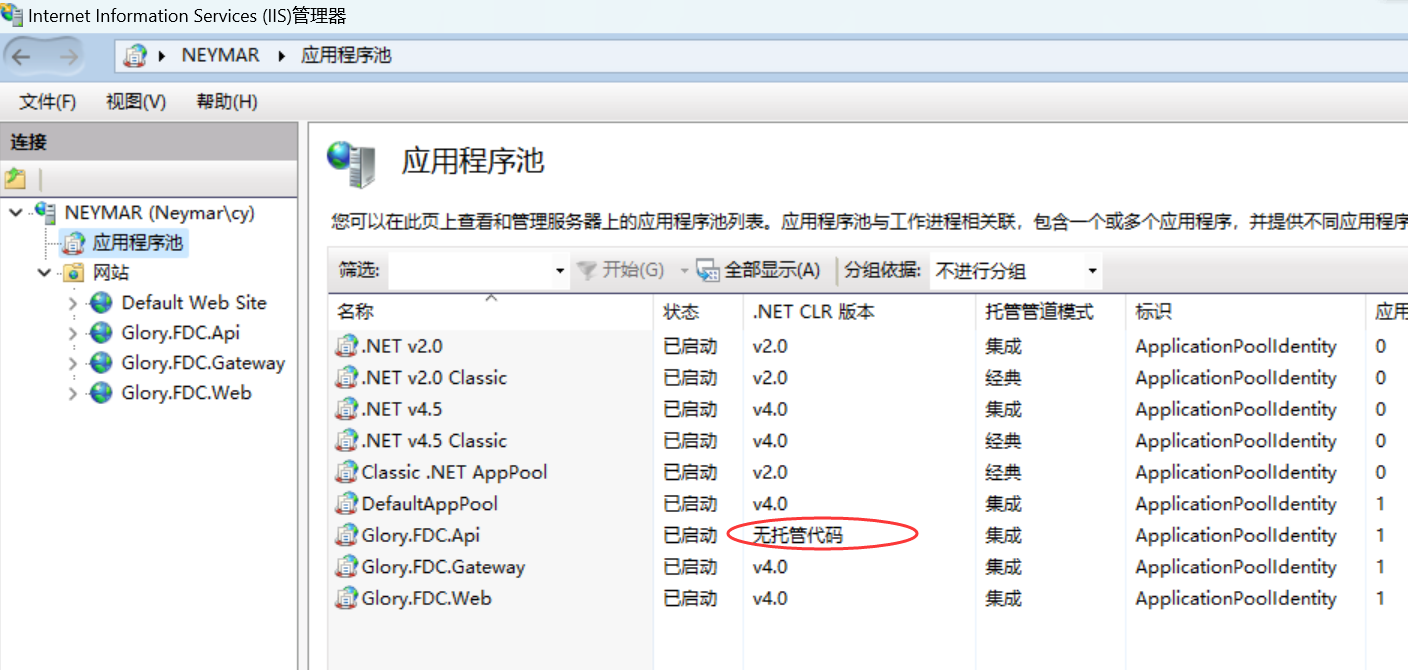 Internet Information Services (IIS)管理器
NEYMAR 应用程序池
文件(F) 视图(V) 帮助(H)
连接
NEYMAR (Neymar\cy)
应用程序池
网站
Default Web Site
Glory.FDC.Api
Glory.FDC.Gateway
Glory.FDC.Web
应用程序池
您可以在此页上查看和管理服务器上的应用程序池列表。应用程序池与工作进程相关联，包含一个或多个应用程序，并提供不同应用程序
筛选: 开始(G) 全部显示(A) 分组依据: 不进行分组
名称 状态 .NET CLR 版本 托管管道模式 标识 应用
.NET v2.0 已启动 v2.0 集成 ApplicationPoolIdentity 0
.NET v2.0 Classic 已启动 v2.0 经典 ApplicationPoolIdentity 0
.NET v4.5 已启动 v4.0 集成 ApplicationPoolIdentity 0
.NET v4.5 Classic 已启动 v4.0 经典 ApplicationPoolIdentity 0
Classic .NET AppPool 已启动 v2.0 经典 ApplicationPoolIdentity 0
DefaultAppPool 已启动 v4.0 集成 ApplicationPoolIdentity 1
Glory.FDC.Api 已启动 无托管代码 集成 ApplicationPoolIdentity 1
Glory.FDC.Gateway 已启动 v4.0 集成 ApplicationPoolIdentity 1
Glory.FDC.Web 已启动 v4.0 集成 ApplicationPoolIdentity 1